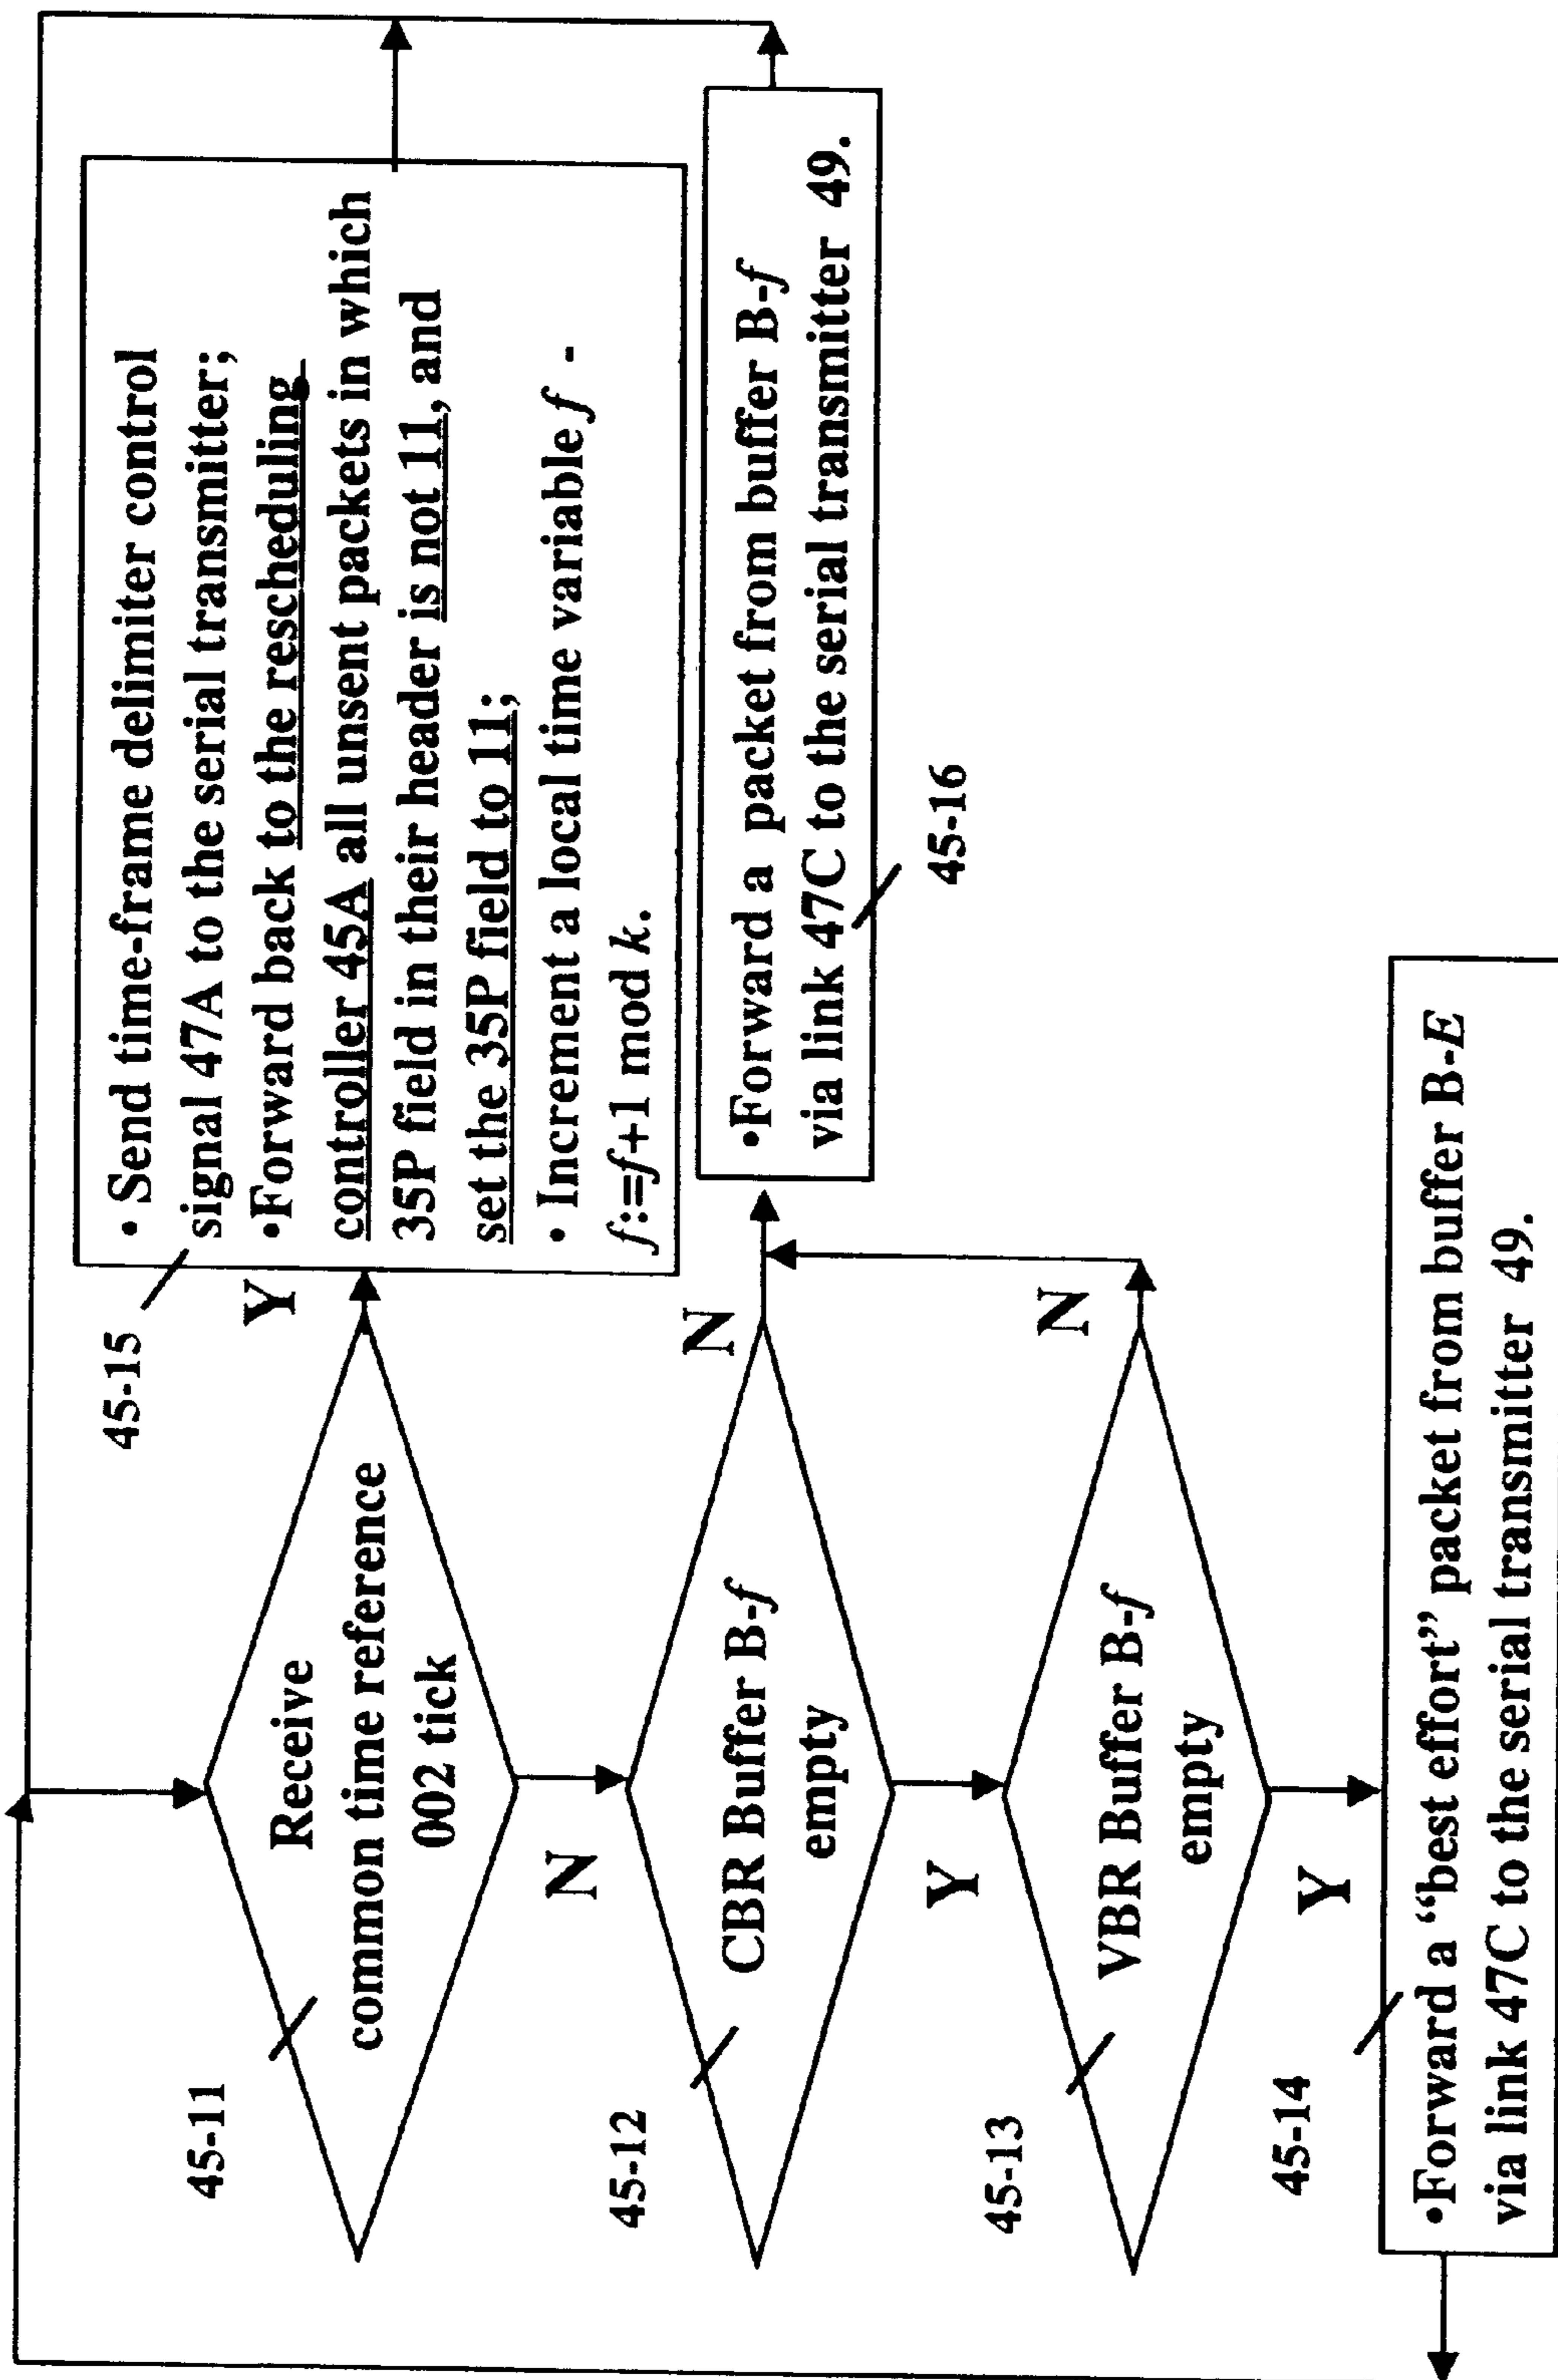 45-11
Receive
common time reference
002 tick
Y
45-15
• Send time-frame delimiter control
signal 47A to the serial transmitter;
•Forward back to the rescheduling
controller 45A all unsent packets in which
35P field in their header is not 11, and
set the 35P field to 11;
• Increment a local time variable f -
f:=f+1 mod k.
N
45-12
CBR Buffer B-f
empty
N
•Forward a packet from buffer B-f
via link 47C to the serial transmitter 49.
45-16
Y
45-13
VBR Buffer B-f
empty
N
Y
45-14
•Forward a “best effort” packet from buffer B-E
via link 47C to the serial transmitter 49.